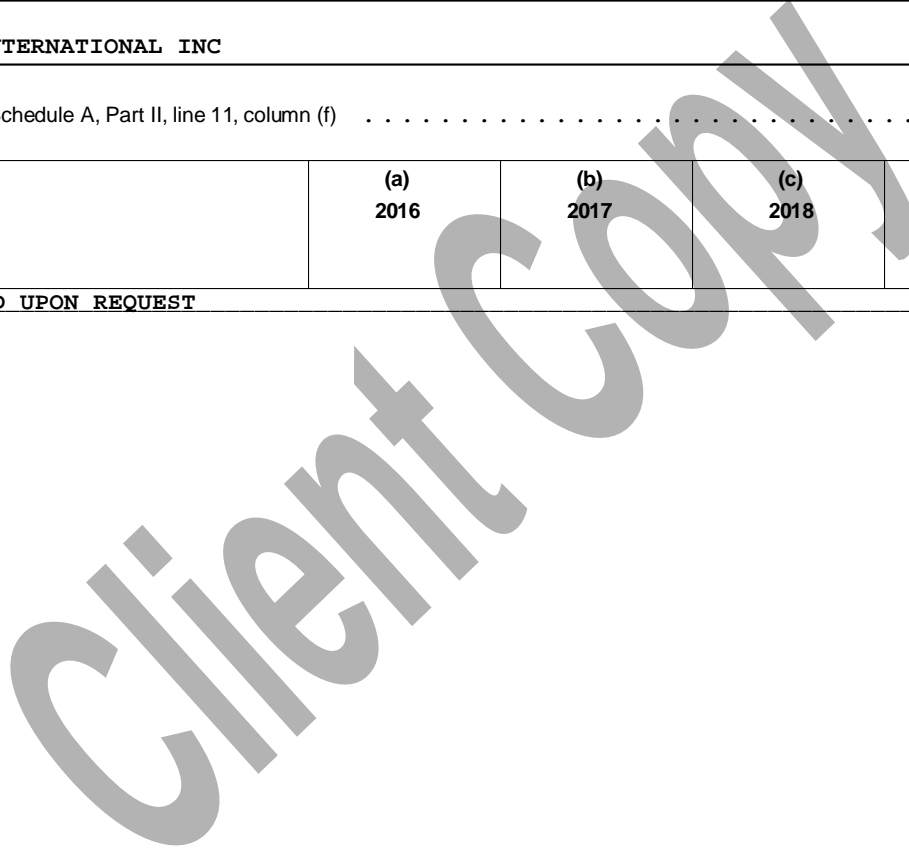 TERNATIONAL INC
chedule A, Part II, line 11, column (f) . . . . . . . . . . . . . . . . . . . . . . . . . . . .
(a) (b) (c)
2016 2017 2018
UPON REQUEST
Client Copy